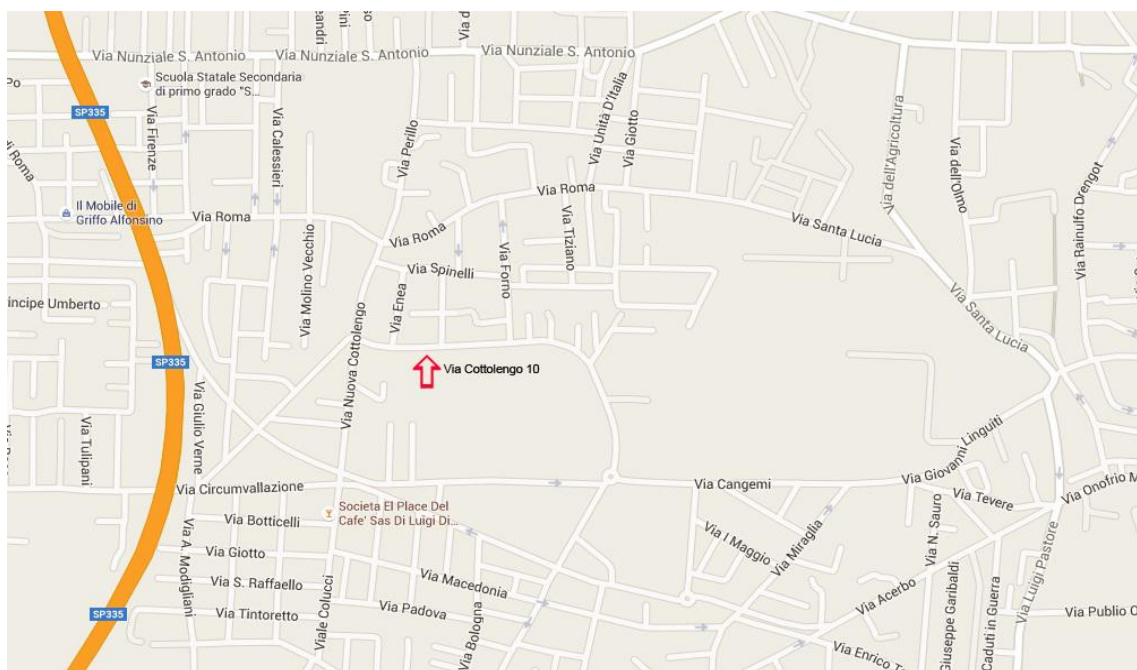 eandri
Pini
Via d
Via Nunziale S. Antonio
Via Nunziale S. Antonio
Via Nunziale S. Antonio
Po
Scuola Statale Secondaria
di primo grado "S...
SP335
Via Firenze
Via Calessieri
Via Perillo
Via Unità D'Italia
Via Giotto
Via dell'Agricoltura
Via dell'Olmo
Via Rainulfo Drengot
di Roma
Il Mobile di
Griffo Alfonsino
Via Roma
Via Roma
Via Roma
Via Santa Lucia
Via Molino Vecchio
Via Spinelli
Via Enea
Via Forno
Via Tiziano
Via Santa Lucia
incipe Umberto
SP335
Via Nuova Cottolengo
Via Cottolengo 10
Via Giulio Verne
Via Tulipani
Via Circumvallazione
Via Cangemi
Via Giovanni Linguiti
Via Tevere
Via Onofrio M
Societa El Place Del
Cafe' Sas Di Luigi Di...
Via Botticelli
Via A. Modigliani
Via Giotto
Via S. Raffaello
Via Tintoretto
Viale Colucci
Via Macedonia
Via Padova
Via Bologna
Via I Maggio
Via Miraglia
Via N. Sauro
Via Acerbo
Giuseppe Garibaldi
Caduti in Guerra
Via Luigi Pastore
Via Publio
SP335
Via Enrico